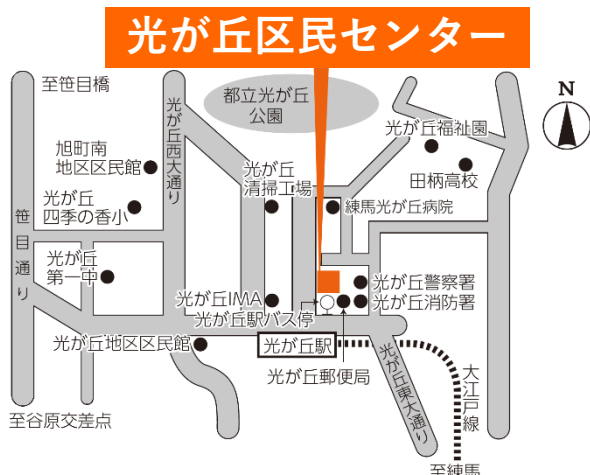 光が丘区民センター
至笹目橋
都立光が丘
公園
N
光が丘西大通り
光が丘福祉園
旭町南
地区区民館
光が丘
清掃工場
田柄高校
光が丘
四季の香小
練馬光が丘病院
笹目通り
光が丘
第一中
光が丘警察署
光が丘IMA
光が丘消防署
光が丘駅バス停
光が丘地区区民館
光が丘駅
光が丘郵便局
光が丘東大通り
大江戸線
至谷原交差点
至練馬